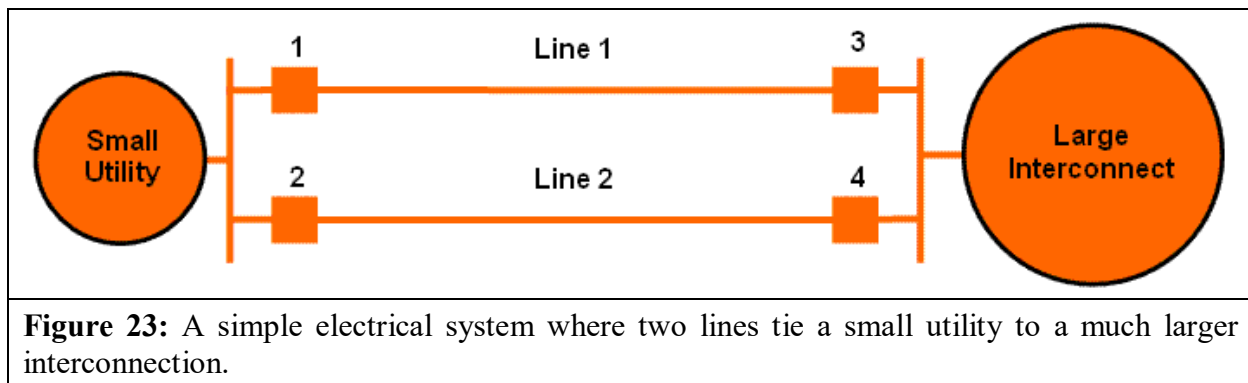 1
Line 1
3
Small
Utility
Large
Interconnect
2
Line 2
4
Figure 23: A simple electrical system where two lines tie a small utility to a much larger
interconnection.